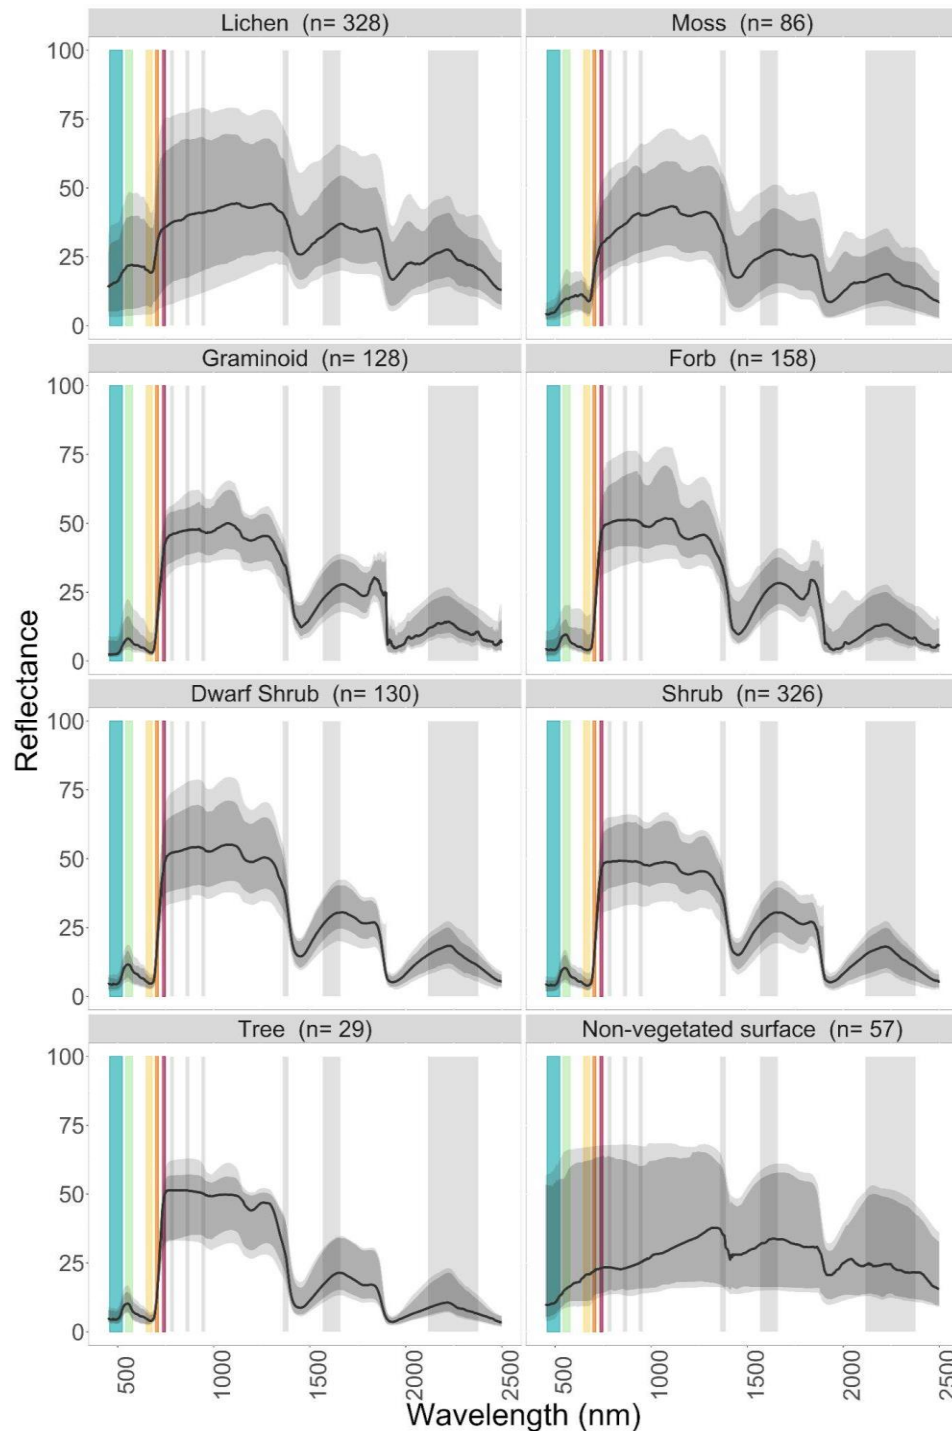 Lichen (n= 328)
Moss (n= 86)
100
75
50
25
0
Graminoid (n= 128)
Forb (n= 158)
100
75
50
25
0
Reflectance
Dwarf Shrub (n= 130)
Shrub (n= 326)
100
75
50
25
0
Tree (n= 29)
Non-vegetated surface (n= 57)
100
75
50
25
0
500 1000 1500 2000 2500 500 1000 1500 2000 2500
Wavelength (nm)